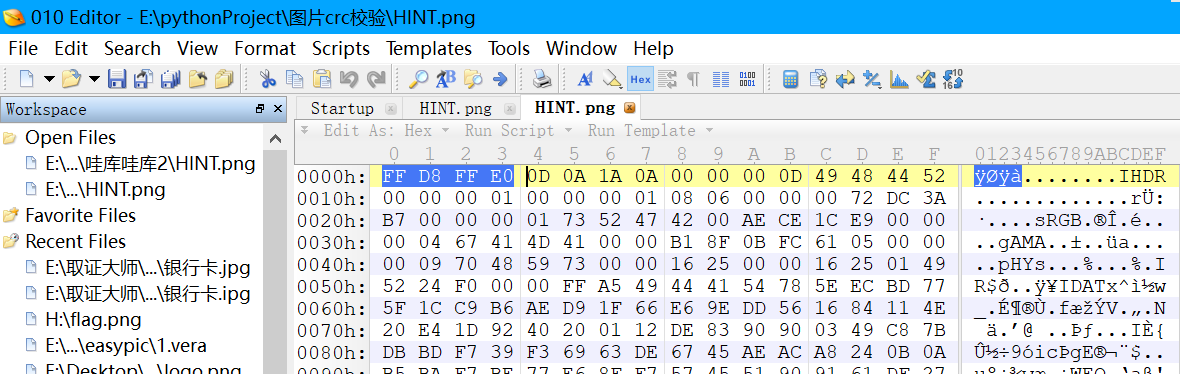 010 Editor - E:\pythonProject\图片crc校验\HINT.png
File Edit Search View Format Scripts Templates Tools Window Help
Workspace
Startup HINT.png HINT.png
Open Files
E:\...\哇库哇库2\HINT.png
E:\...\HINT.png
Favorite Files
Recent Files
E:\取证大师\...\银行卡.jpg
E:\取证大师\...\银行卡.jpg
H:\flag.png
E:\...\easypic\1.vera
E:\Desktop\...\logo.png
Edit As: Hex Run Script Run Template
0 1 2 3 4 5 6 7 8 9 A B C D E F 0123456789ABCDEF
0000h: FF D8 FF E0 0D 0A 1A 0A 00 00 00 0D 49 48 44 52 ÿØÿà........IHDR
0010h: 00 00 00 01 00 00 00 01 08 06 00 00 00 72 DC 3A .............rÜ:
0020h: B7 00 00 00 01 73 52 47 42 00 AE CE 1C E9 00 00 ·....sRGB.®Î.é..
0030h: 00 04 67 41 4D 41 00 00 B1 8F 0B FC 61 05 00 00 ..gAMA..±..üa...
0040h: 00 09 70 48 59 73 00 00 16 25 00 00 16 25 01 49 ..pHYs...%...%.I
0050h: 52 24 F0 00 00 FF A5 49 44 41 54 78 5E EC BD 77 R$ð..ÿ¥IDATx^ì½w
0060h: 5F 1C C9 B6 AE D9 1F 66 E6 9E DD 56 16 84 11 4E _.É¶®Ù.fæžÝV.„.N
0070h: 20 E4 1D 92 40 20 01 12 DE 83 90 90 03 49 C8 7B ä.’@ ..Þƒ...IÈ{
0080h: DB BD F7 39 F3 69 63 DE 67 45 AE AC A8 24 0B 0A Û½÷9óicÞgE®¬¨$..
0090h: